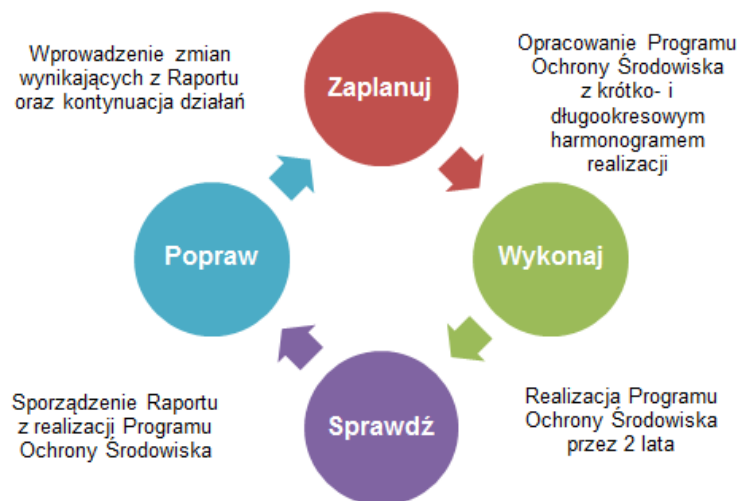 Zaplanuj
Opracowanie Programu
Ochrony Środowiska
z krótko- i
długookresowym
harmonogramem
realizacji
Wykonaj
Realizacja Programu
Ochrony Środowiska
przez 2 lata
Sprawdź
Sporządzenie Raportu
z realizacji Programu
Ochrony Środowiska
Popraw
Wprowadzenie zmian
wynikających z Raportu
oraz kontynuacja działań